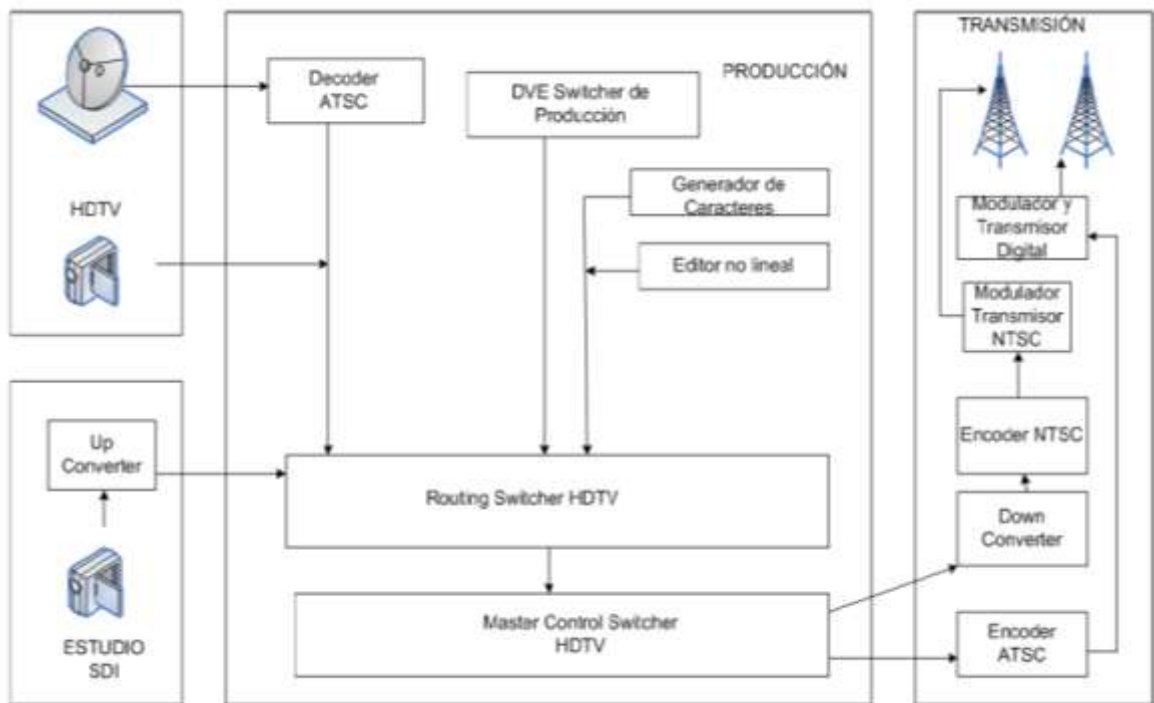 HDTV
Up
Converter
ESTUDIO
SDI
PRODUCCIÓN
Decoder
ATSC
DVE Switcher de
Producción
Generador de
Caracteres
Editor no lineal
Routing Switcher HDTV
Master Control Switcher
HDTV
TRANSMISIÓN
Modulador y
Transmisor
Digital
Modulador
Transmisor
NTSC
Encoder NTSC
Down
Converter
Encoder
ATSC